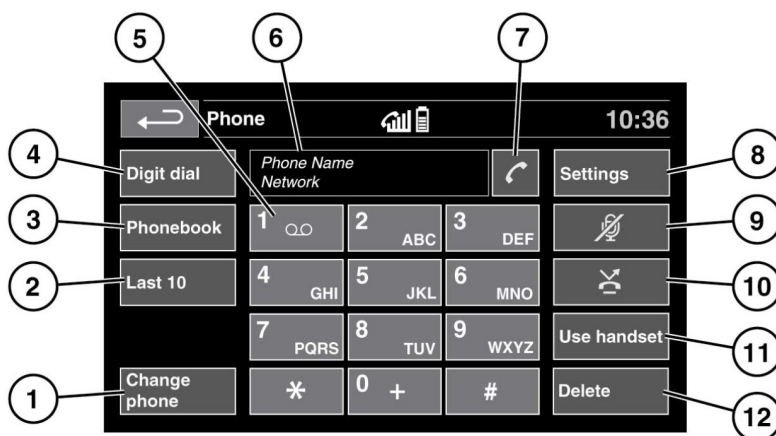 5
6
7
Phone
10:36
4
Digit dial
Phone Name
Network
Settings
8
3
Phonebook
1
2 ABC
3 DEF
9
2
Last 10
4 GHI
5 JKL
6 MNO
10
7 PQRS
8 TUV
9 WXYZ
Use handset
11
1
Change
phone
*
0 +
#
Delete
12